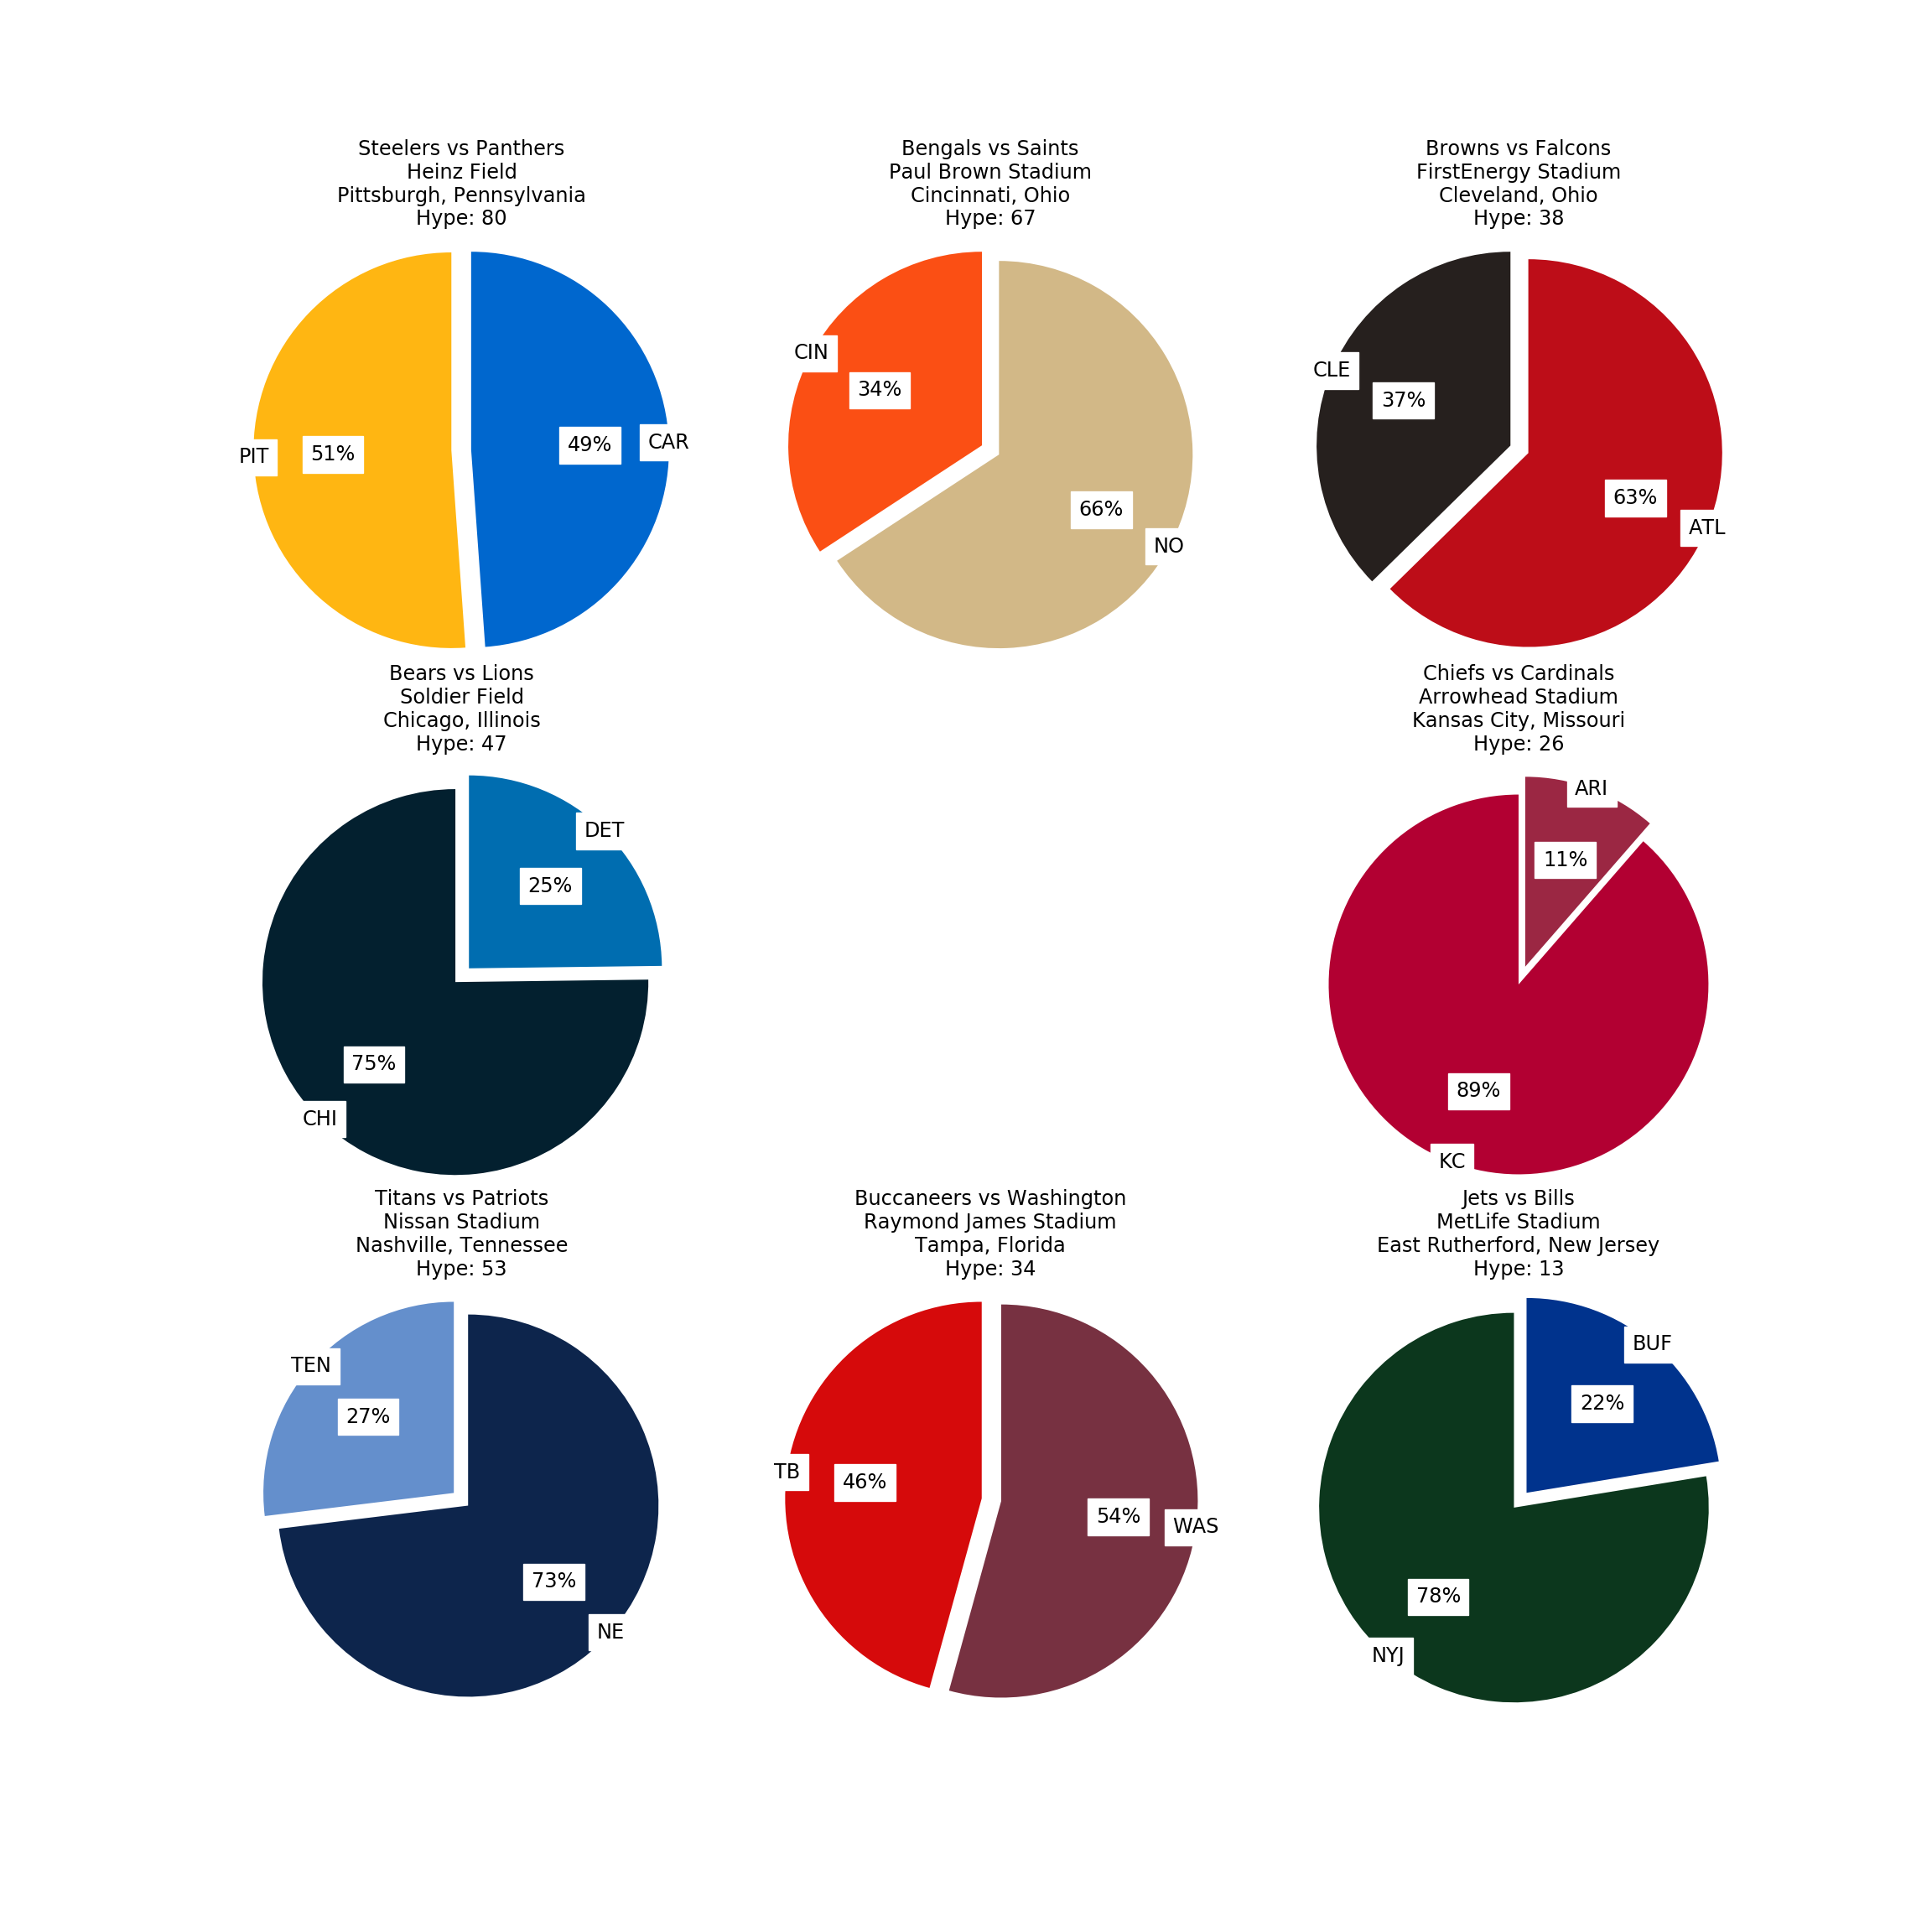 Steelers vs Panthers
Heinz Field
Pittsburgh, Pennsylvania
Hype: 80
PIT
51%
49%
CAR
Bengals vs Saints
Paul Brown Stadium
Cincinnati, Ohio
Hype: 67
CIN
34%
66%
NO
Browns vs Falcons
FirstEnergy Stadium
Cleveland, Ohio
Hype: 38
CLE
37%
63%
ATL
Bears vs Lions
Soldier Field
Chicago, Illinois
Hype: 47
DET
25%
75%
CHI
Chiefs vs Cardinals
Arrowhead Stadium
Kansas City, Missouri
Hype: 26
ARI
11%
89%
KC
Titans vs Patriots
Nissan Stadium
Nashville, Tennessee
Hype: 53
TEN
27%
73%
NE
Buccaneers vs Washington
Raymond James Stadium
Tampa, Florida
Hype: 34
TB
46%
54%
WAS
Jets vs Bills
MetLife Stadium
East Rutherford, New Jersey
Hype: 13
BUF
22%
78%
NYJ